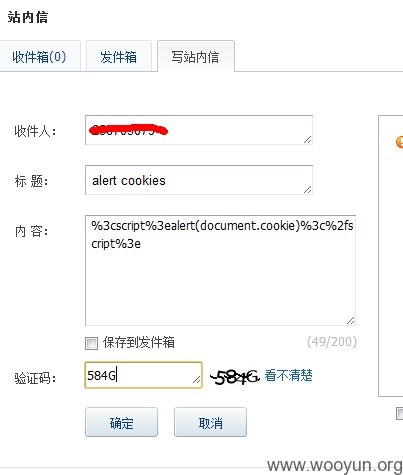 站内信
收件箱(0) 发件箱 写站内信
收件人:
标 题: alert cookies
内 容: %3cscript%3ealert(document.cookie)%3c%2fs
cript%3e
保存到发件箱 (49/200)
验证码: 584G 584G 看不清楚
确定 取消
www.wooyun.org